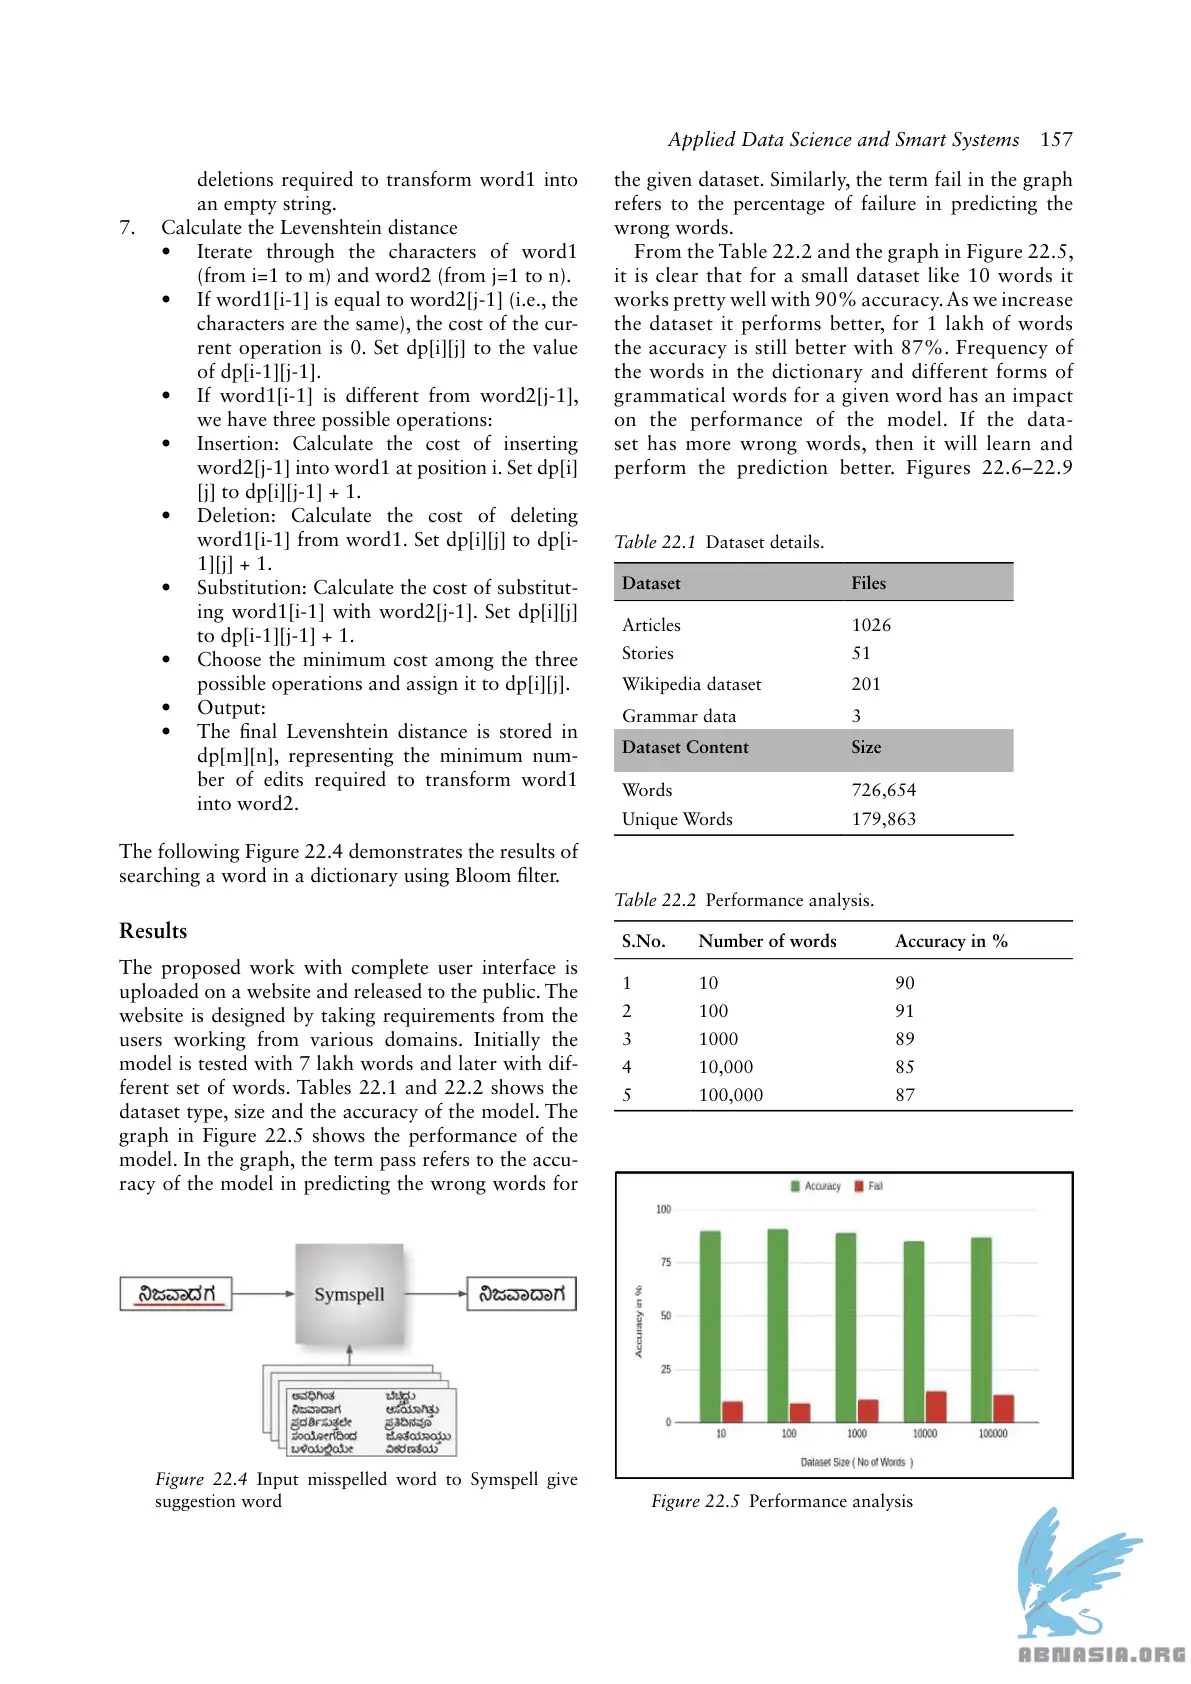 Applied Data Science and Smart Systems 157
deletions required to transform word1 into
an empty string.
7. Calculate the Levenshtein distance
• Iterate through the characters of word1
(from i=1 to m) and word2 (from j=1 to n).
• If word1[i-1] is equal to word2[j-1] (i.e., the
characters are the same), the cost of the cur-
rent operation is 0. Set dp[i][j] to the value
of dp[i-1][j-1].
• If word1[i-1] is different from word2[j-1],
we have three possible operations:
• Insertion: Calculate the cost of inserting
word2[j-1] into word1 at position i. Set dp[i]
[j] to dp[i][j-1] + 1.
• Deletion: Calculate the cost of deleting
word1[i-1] from word1. Set dp[i][j] to dp[i-
1][j] + 1.
• Substitution: Calculate the cost of substitut-
ing word1[i-1] with word2[j-1]. Set dp[i][j]
to dp[i-1][j-1] + 1.
• Choose the minimum cost among the three
possible operations and assign it to dp[i][j].
• Output:
• The final Levenshtein distance is stored in
dp[m][n], representing the minimum num-
ber of edits required to transform word1
into word2.
The following Figure 22.4 demonstrates the results of
searching a word in a dictionary using Bloom filter.
Results
The proposed work with complete user interface is
uploaded on a website and released to the public. The
website is designed by taking requirements from the
users working from various domains. Initially the
model is tested with 7 lakh words and later with dif-
ferent set of words. Tables 22.1 and 22.2 shows the
dataset type, size and the accuracy of the model. The
graph in Figure 22.5 shows the performance of the
model. In the graph, the term pass refers to the accu-
racy of the model in predicting the wrong words for
ನಿಜವಾದಗ
Symspell
ನಿಜವಾದಾಗ
ಅವಧಿಗಿಂತ ಬೆಚ್ಚಿದ್ದು
ನಿಜವಾದಾಗ ಆಸೆಯಾಗಿತ್ತು
ಪ್ರದರ್ಶಿಸುತ್ತಲೇ ಪ್ರತಿದಿನವೂ
ಸಂಯೋಗದಿಂದ ಜೊತೆಯಾಯ್ತು
ಬಳಿಯಲ್ಲಿಯೇ ವಿಕಿರಣತೆಯ
Figure 22.4 Input misspelled word to Symspell give
suggestion word
the given dataset. Similarly, the term fail in the graph
refers to the percentage of failure in predicting the
wrong words.
From the Table 22.2 and the graph in Figure 22.5,
it is clear that for a small dataset like 10 words it
works pretty well with 90% accuracy. As we increase
the dataset it performs better, for 1 lakh of words
the accuracy is still better with 87%. Frequency of
the words in the dictionary and different forms of
grammatical words for a given word has an impact
on the performance of the model. If the data-
set has more wrong words, then it will learn and
perform the prediction better. Figures 22.6–22.9
Table 22.1 Dataset details.
Dataset Files
Articles 1026
Stories 51
Wikipedia dataset 201
Grammar data 3
Dataset Content Size
Words 726,654
Unique Words 179,863
Table 22.2 Performance analysis.
S.No. Number of words Accuracy in %
1 10 90
2 100 91
3 1000 89
4 10,000 85
5 100,000 87
Accuracy Fail
100
75
50
25
0
Accuracy in %
10 100 1000 10000 100000
Dataset Size ( No of Words )
Figure 22.5 Performance analysis
ABNASIA.ORG